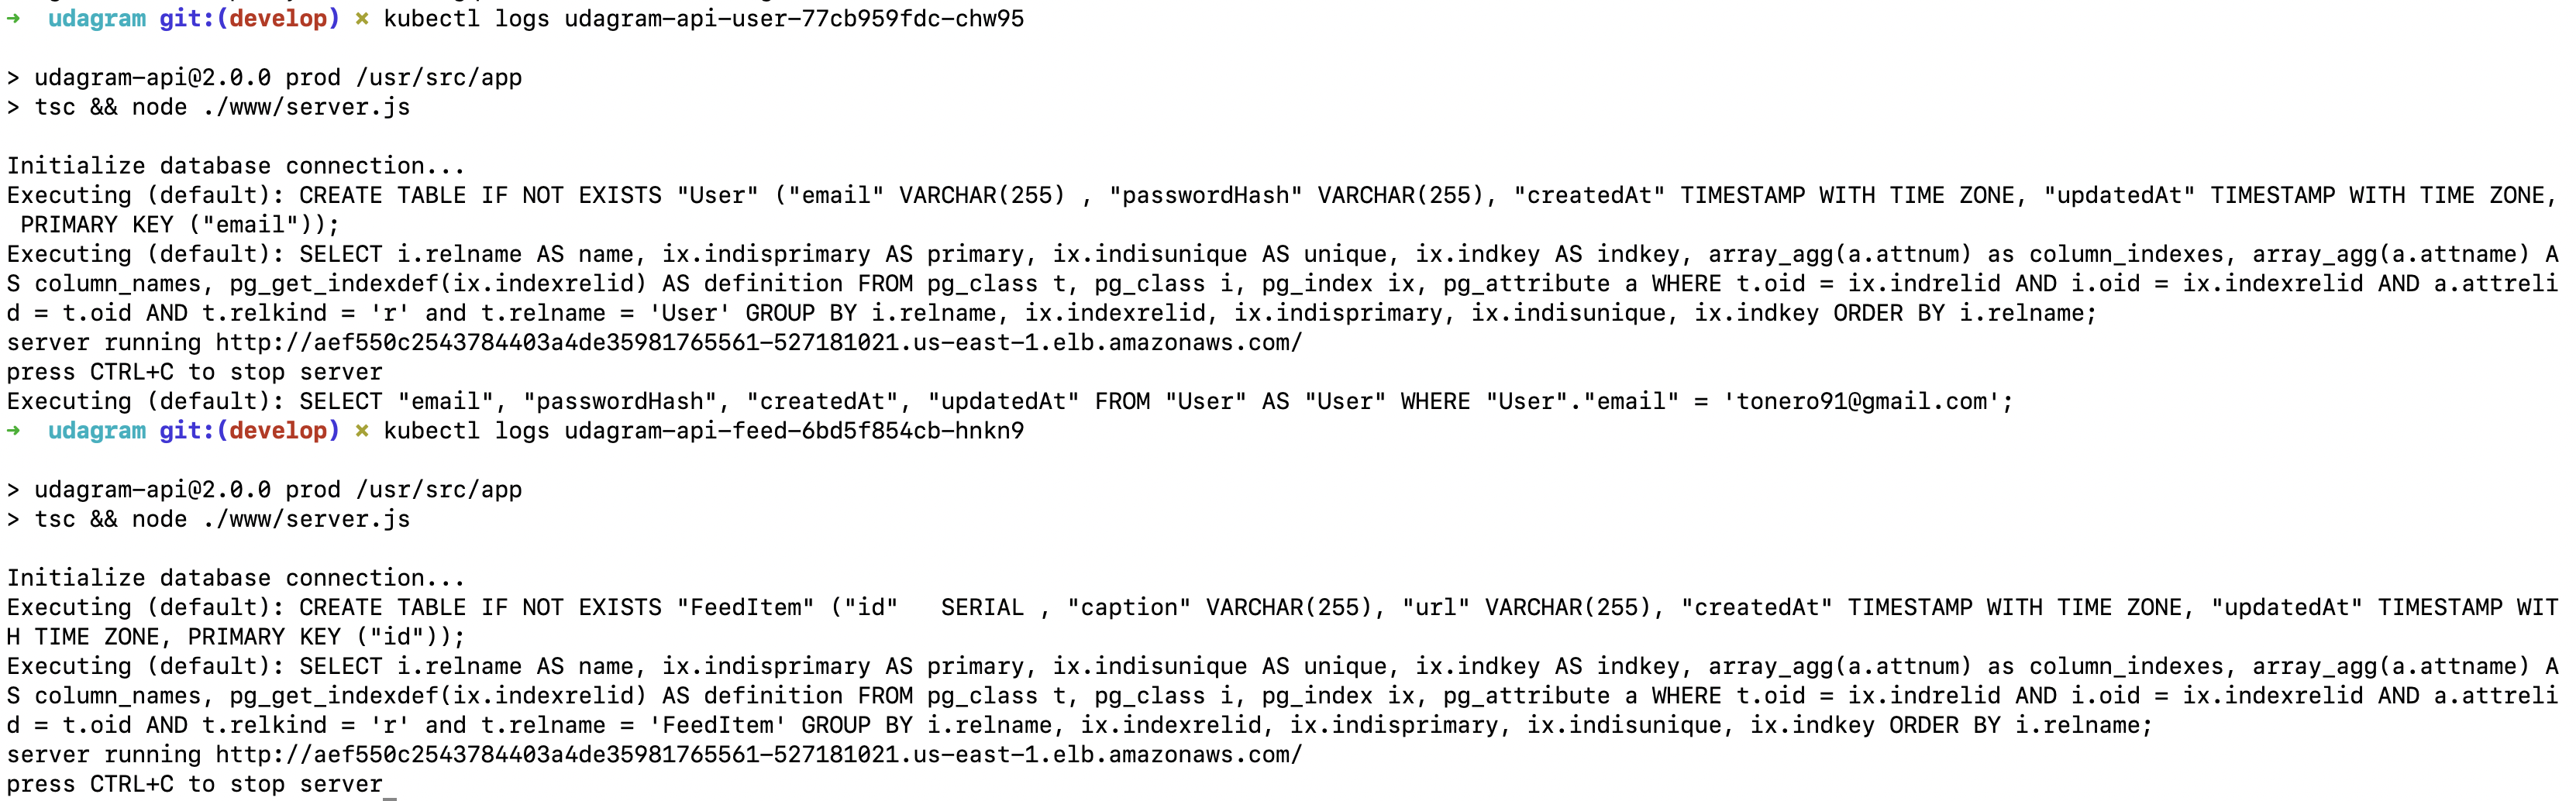 →  udagram git:(develop) × kubectl logs udagram-api-user-77cb959fdc-chw95

> udagram-api@2.0.0 prod /usr/src/app
> tsc && node ./www/server.js

Initialize database connection...
Executing (default): CREATE TABLE IF NOT EXISTS "User" ("email" VARCHAR(255) , "passwordHash" VARCHAR(255), "createdAt" TIMESTAMP WITH TIME ZONE, "updatedAt" TIMESTAMP WITH TIME ZONE,
 PRIMARY KEY ("email"));
Executing (default): SELECT i.relname AS name, ix.indisprimary AS primary, ix.indisunique AS unique, ix.indkey AS indkey, array_agg(a.attnum) as column_indexes, array_agg(a.attname) A
S column_names, pg_get_indexdef(ix.indexrelid) AS definition FROM pg_class t, pg_class i, pg_index ix, pg_attribute a WHERE t.oid = ix.indrelid AND i.oid = ix.indexrelid AND a.attreli
d = t.oid AND t.relkind = 'r' and t.relname = 'User' GROUP BY i.relname, ix.indexrelid, ix.indisprimary, ix.indisunique, ix.indkey ORDER BY i.relname;
server running http://aef550c2543784403a4de35981765561-527181021.us-east-1.elb.amazonaws.com/
press CTRL+C to stop server
Executing (default): SELECT "email", "passwordHash", "createdAt", "updatedAt" FROM "User" AS "User" WHERE "User"."email" = 'tonero91@gmail.com';
→  udagram git:(develop) × kubectl logs udagram-api-feed-6bd5f854cb-hnkn9

> udagram-api@2.0.0 prod /usr/src/app
> tsc && node ./www/server.js

Initialize database connection...
Executing (default): CREATE TABLE IF NOT EXISTS "FeedItem" ("id"   SERIAL , "caption" VARCHAR(255), "url" VARCHAR(255), "createdAt" TIMESTAMP WITH TIME ZONE, "updatedAt" TIMESTAMP WIT
H TIME ZONE, PRIMARY KEY ("id"));
Executing (default): SELECT i.relname AS name, ix.indisprimary AS primary, ix.indisunique AS unique, ix.indkey AS indkey, array_agg(a.attnum) as column_indexes, array_agg(a.attname) A
S column_names, pg_get_indexdef(ix.indexrelid) AS definition FROM pg_class t, pg_class i, pg_index ix, pg_attribute a WHERE t.oid = ix.indrelid AND i.oid = ix.indexrelid AND a.attreli
d = t.oid AND t.relkind = 'r' and t.relname = 'FeedItem' GROUP BY i.relname, ix.indexrelid, ix.indisprimary, ix.indisunique, ix.indkey ORDER BY i.relname;
server running http://aef550c2543784403a4de35981765561-527181021.us-east-1.elb.amazonaws.com/
press CTRL+C to stop server